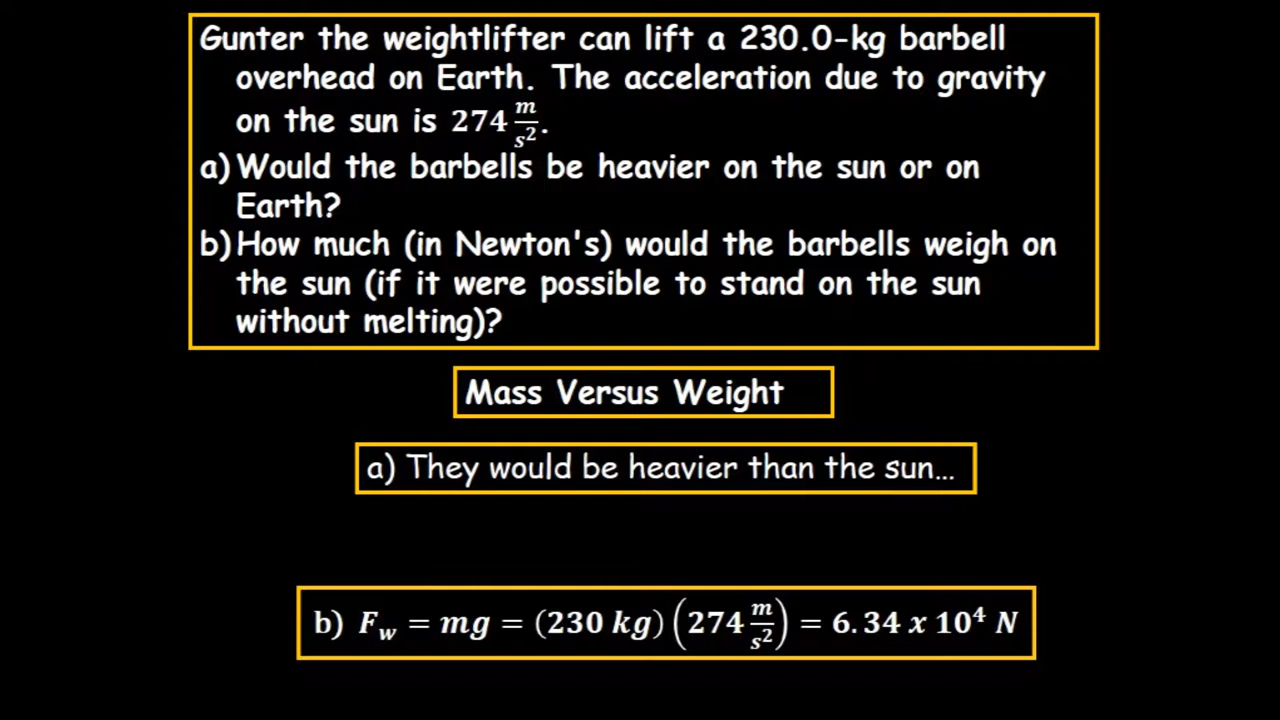 Gunter the weightlifter can lift a 230.0-kg barbell
overhead on Earth. The acceleration due to gravity
on the sun is 274 m/s².
a) Would the barbells be heavier on the sun or on
Earth?
b) How much (in Newton's) would the barbells weigh on
the sun (if it were possible to stand on the sun
without melting)?
Mass Versus Weight
a) They would be heavier than the sun...
b) F_w = mg = (230 kg) (274 m/s²) = 6.34 x 10⁴ N